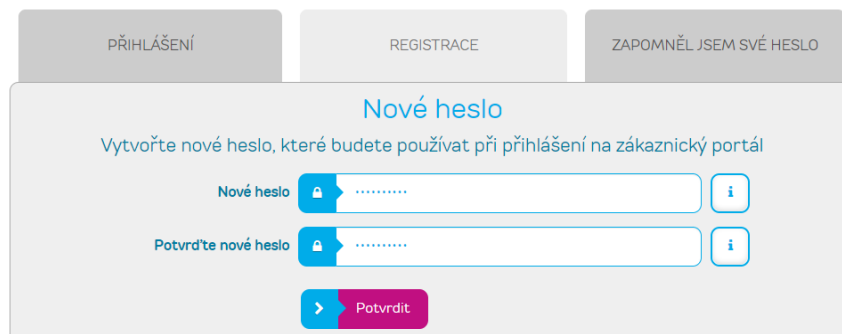 PŘIHLÁŠENÍ
REGISTRACE
ZAPOMNĚL JSEM SVÉ HESLO
Nové heslo
Vytvořte nové heslo, které budete používat při přihlášení na zákaznický portál
Nové heslo
Potvrďte nové heslo
Potvrdit